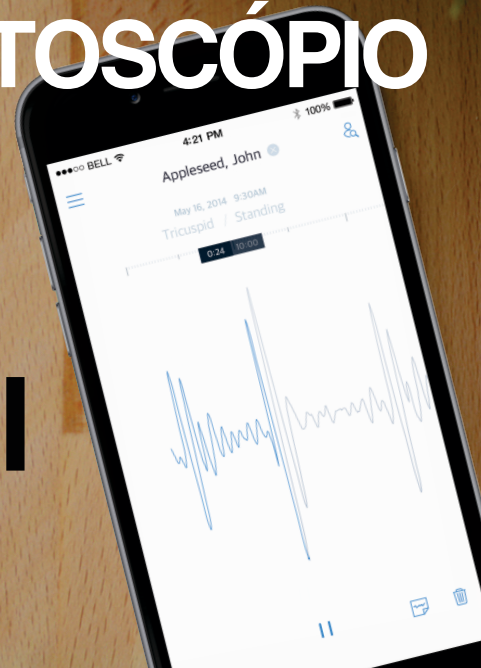 TOSCÓPIO
BELL
4:21 PM
100%
Appleseed, John
May 16, 2014 9:30AM
Tricuspid / Standing
0:24 10:00